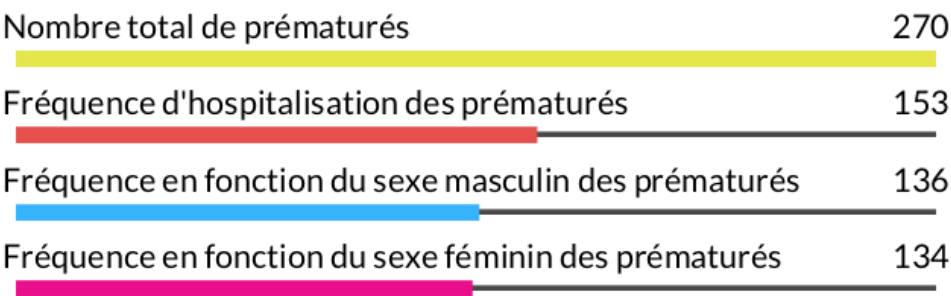 Nombre total de prématurés 270
Fréquence d'hospitalisation des prématurés 153
Fréquence en fonction du sexe masculin des prématurés 136
Fréquence en fonction du sexe féminin des prématurés 134